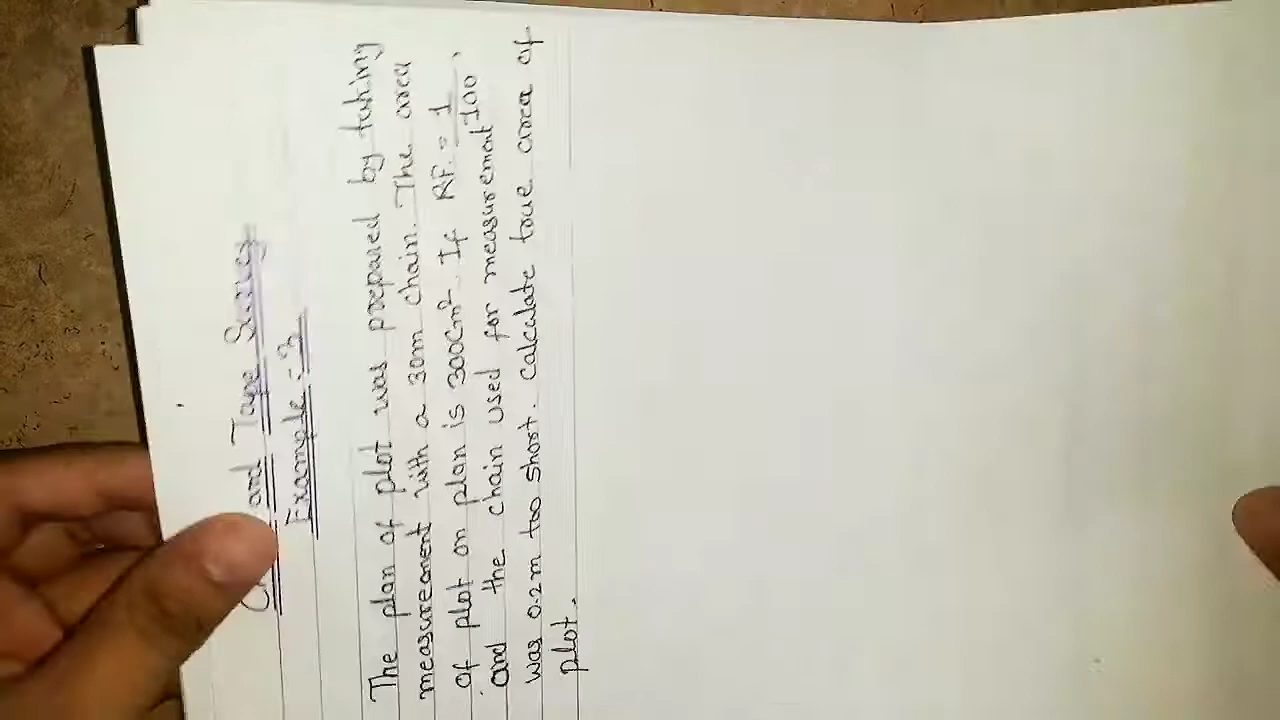 and Tape Survey
Example :- 3
The plan of plot was prepared by taking
measurement with a 30m chain. The area
of plot on plan is 300cm². If RF. = 1/100,
and the chain used for measurement
was 0.2m too short. Calculate true area of
plot.